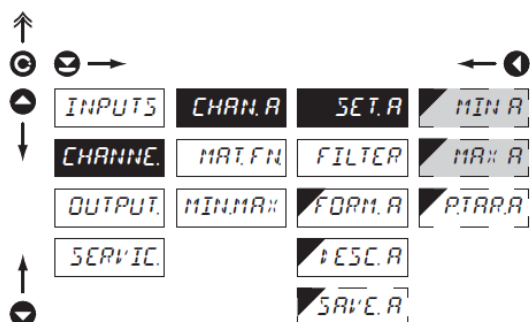 INPUTS CHAN. A SET. A MIN A
CHANNE. MAT. FN. FILTER MAX A
OUTPUT. MIN.MAX FORM. A P.TAR.A
SERVIC. DESC. A
SAVE. A